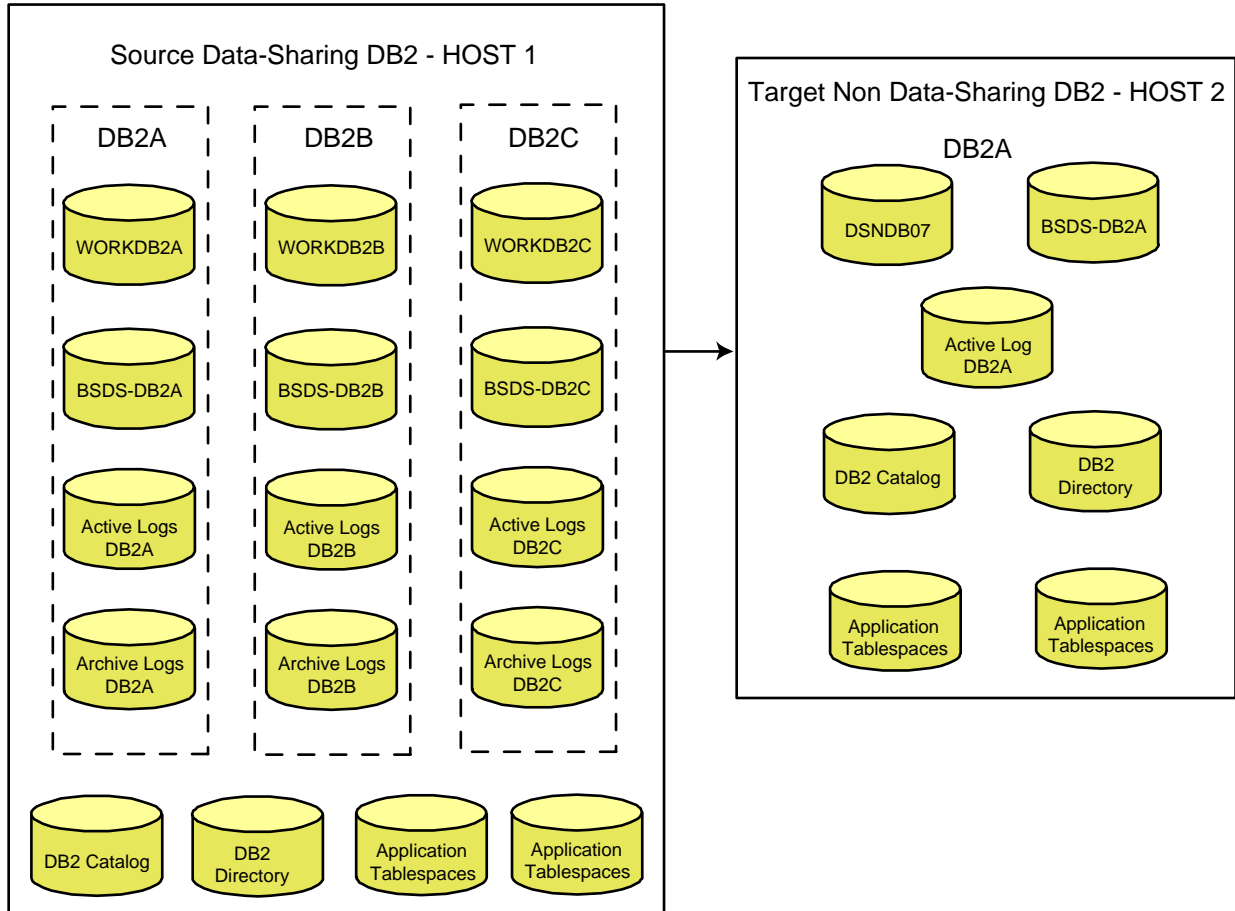 Source Data-Sharing DB2 - HOST 1
DB2A
DB2B
DB2C
WORKDB2A
WORKDB2B
WORKDB2C
BSDS-DB2A
BSDS-DB2B
BSDS-DB2C
Active Logs
DB2A
Active Logs
DB2B
Active Logs
DB2C
Archive Logs
DB2A
Archive Logs
DB2B
Archive Logs
DB2C
DB2 Catalog
DB2
Directory
Application
Tablespaces
Application
Tablespaces
Target Non Data-Sharing DB2 - HOST 2
DB2A
DSNDB07
BSDS-DB2A
Active Log
DB2A
DB2 Catalog
DB2
Directory
Application
Tablespaces
Application
Tablespaces